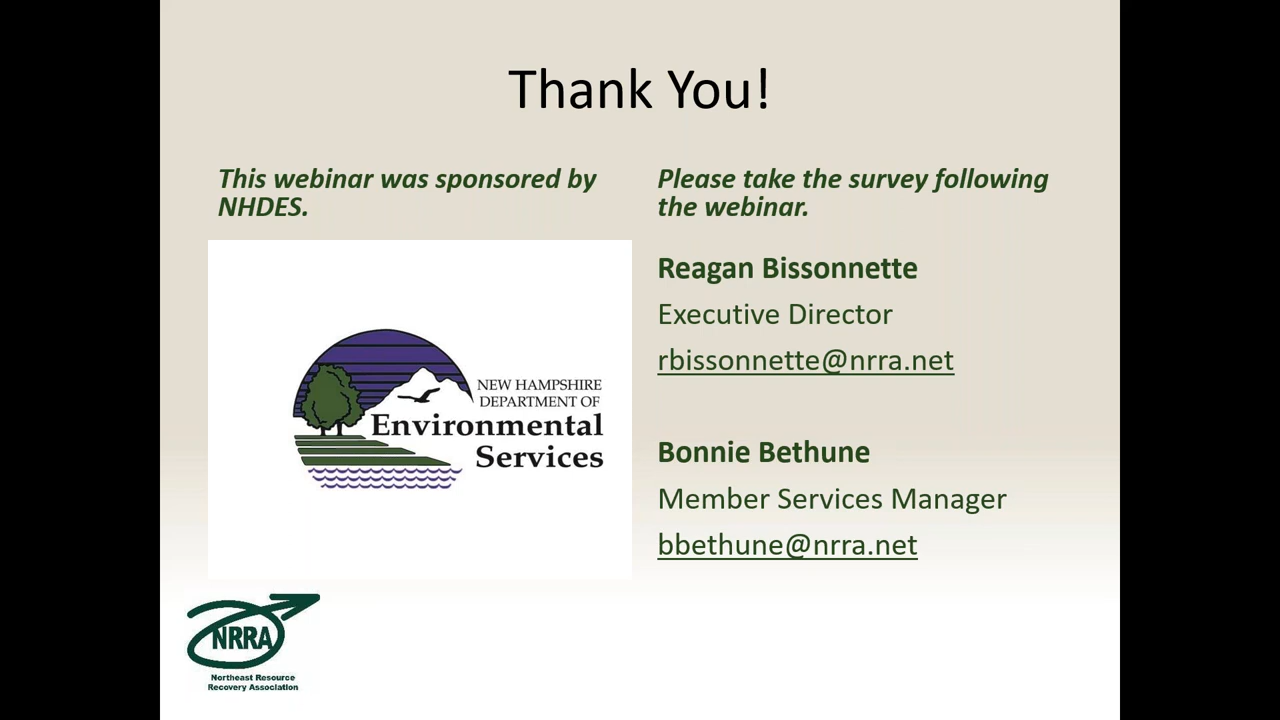 Thank You!
This webinar was sponsored by
NHDES.
NEW HAMPSHIRE
DEPARTMENT OF
Environmental
Services
Please take the survey following
the webinar.
Reagan Bissonnette
Executive Director
rbissonnette@nrra.net
Bonnie Bethune
Member Services Manager
bbethune@nrra.net
NRRA
Northeast Resource
Recovery Association